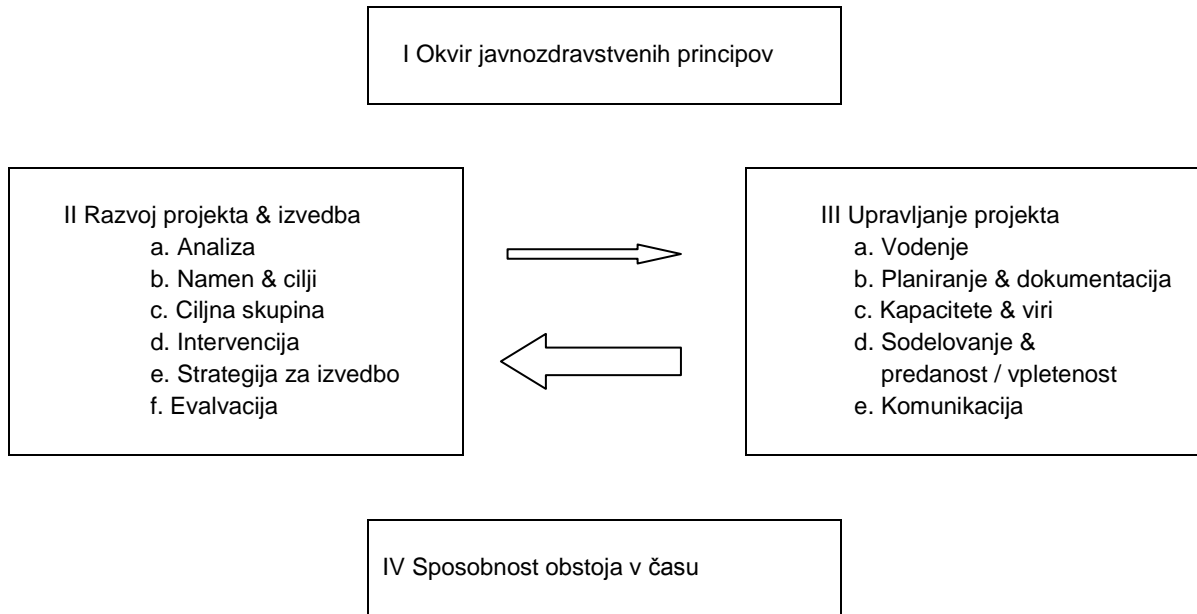 I Okvir javnozdravstvenih principov
II Razvoj projekta & izvedba
a. Analiza
b. Namen & cilji
c. Ciljna skupina
d. Intervencija
e. Strategija za izvedbo
f. Evalvacija
III Upravljanje projekta
a. Vodenje
b. Planiranje & dokumentacija
c. Kapacitete & viri
d. Sodelovanje &
predanost / vpletenost
e. Komunikacija
IV Sposobnost obstoja v času